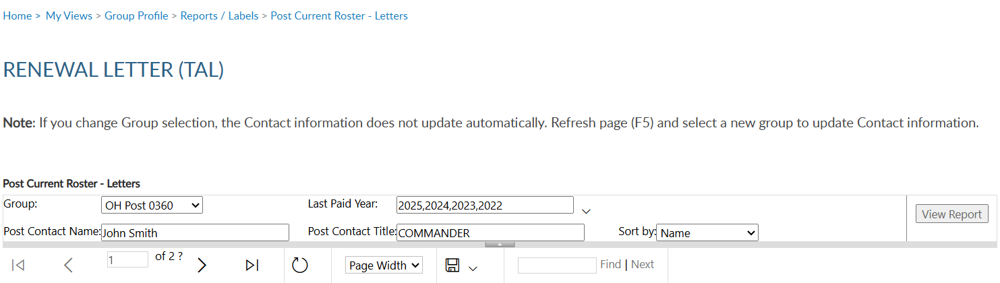 Home > My Views > Group Profile > Reports / Labels > Post Current Roster - Letters
RENEWAL LETTER (TAL)
Note: If you change Group selection, the Contact information does not update automatically. Refresh page (F5) and select a new group to update Contact information.
Post Current Roster - Letters
Group: OH Post 0360 Last Paid Year: 2025,2024,2023,2022 View Report
Post Contact Name: John Smith Post Contact Title: COMMANDER Sort by: Name
1 of 2 ? Page Width Find | Next